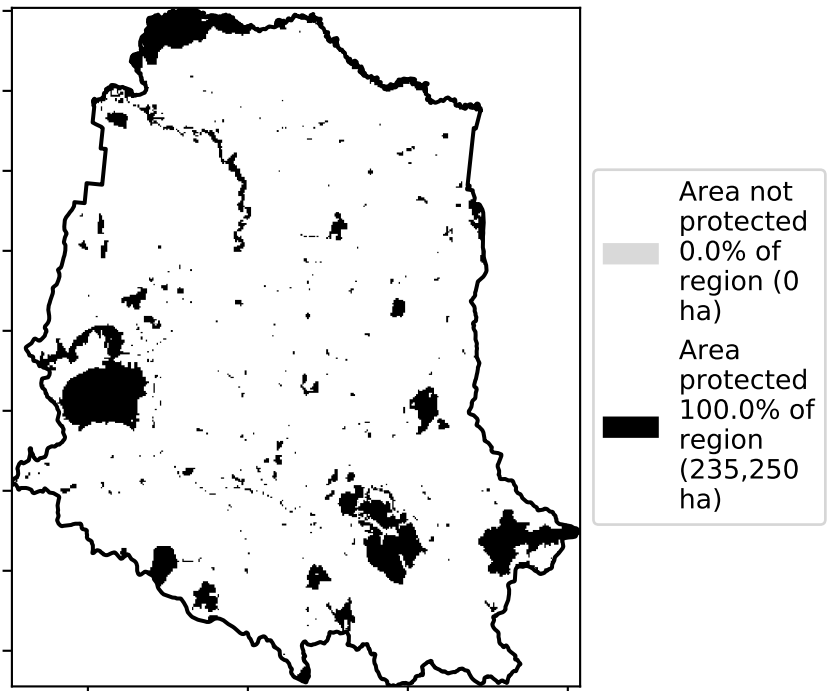 Area not
protected
0.0% of
region (0
ha)
Area
protected
100.0% of
region
(235,250
ha)